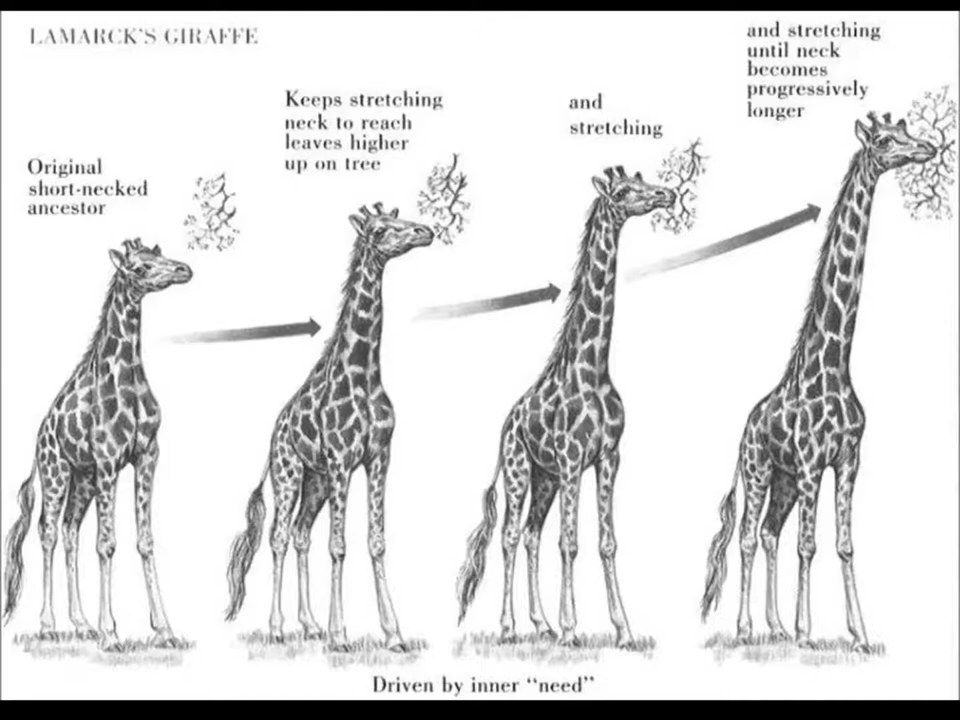 LAMARCK'S GIRAFFE
Original
short-necked
ancestor
Keeps stretching
neck to reach
leaves higher
up on tree
and
stretching
and stretching
until neck
becomes
progressively
longer
Driven by inner "need"